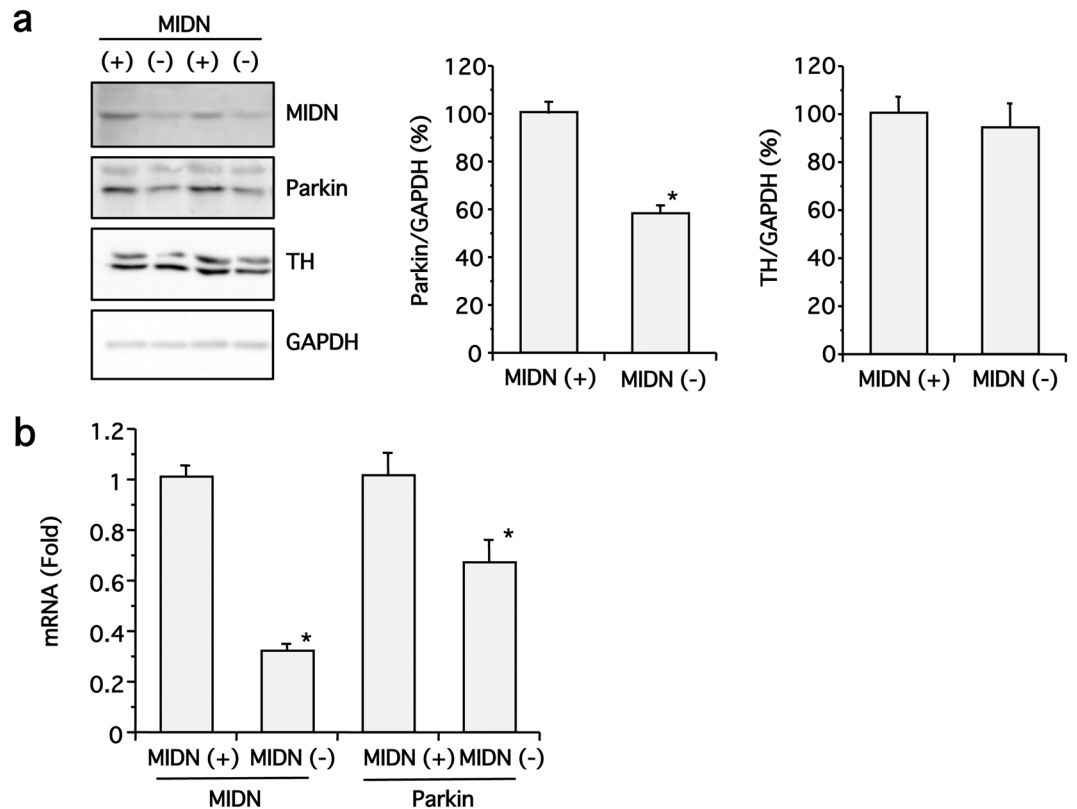 a
MIDN
(+) (-) (+) (-)
MIDN
Parkin
TH
GAPDH
Parkin/GAPDH (%)
120
100
80
60
40
20
0
*
MIDN (+) MIDN (-)
TH/GAPDH (%)
120
100
80
60
40
20
0
MIDN (+) MIDN (-)
b
mRNA (Fold)
1.2
1
0.8
0.6
0.4
0.2
0
*
*
MIDN (+) MIDN (-) MIDN (+) MIDN (-)
MIDN Parkin